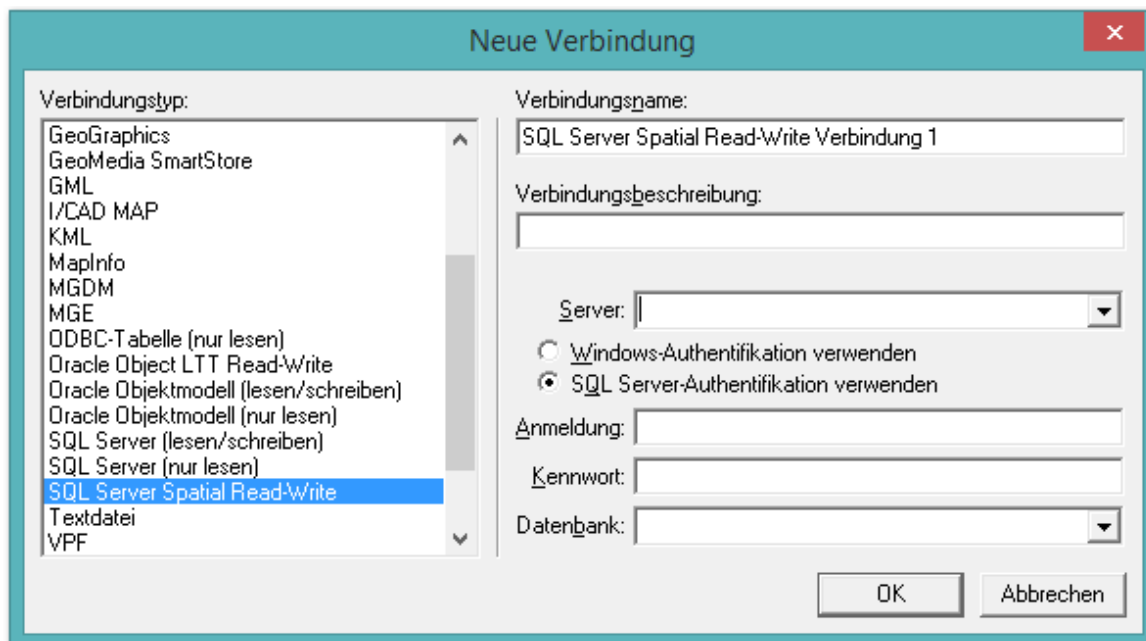 Neue Verbindung
Verbindungstyp:
GeoGraphics
GeoMedia SmartStore
GML
I/CAD MAP
KML
MapInfo
MGDM
MGE
ODBC-Tabelle (nur lesen)
Oracle Object LTT Read-Write
Oracle Objektmodell (lesen/schreiben)
Oracle Objektmodell (nur lesen)
SQL Server (lesen/schreiben)
SQL Server (nur lesen)
SQL Server Spatial Read-Write
Textdatei
VPF
Verbindungsname:
SQL Server Spatial Read-Write Verbindung 1
Verbindungsbeschreibung:
Server:
Windows-Authentifikation verwenden
SQL Server-Authentifikation verwenden
Anmeldung:
Kennwort:
Datenbank:
OK
Abbrechen